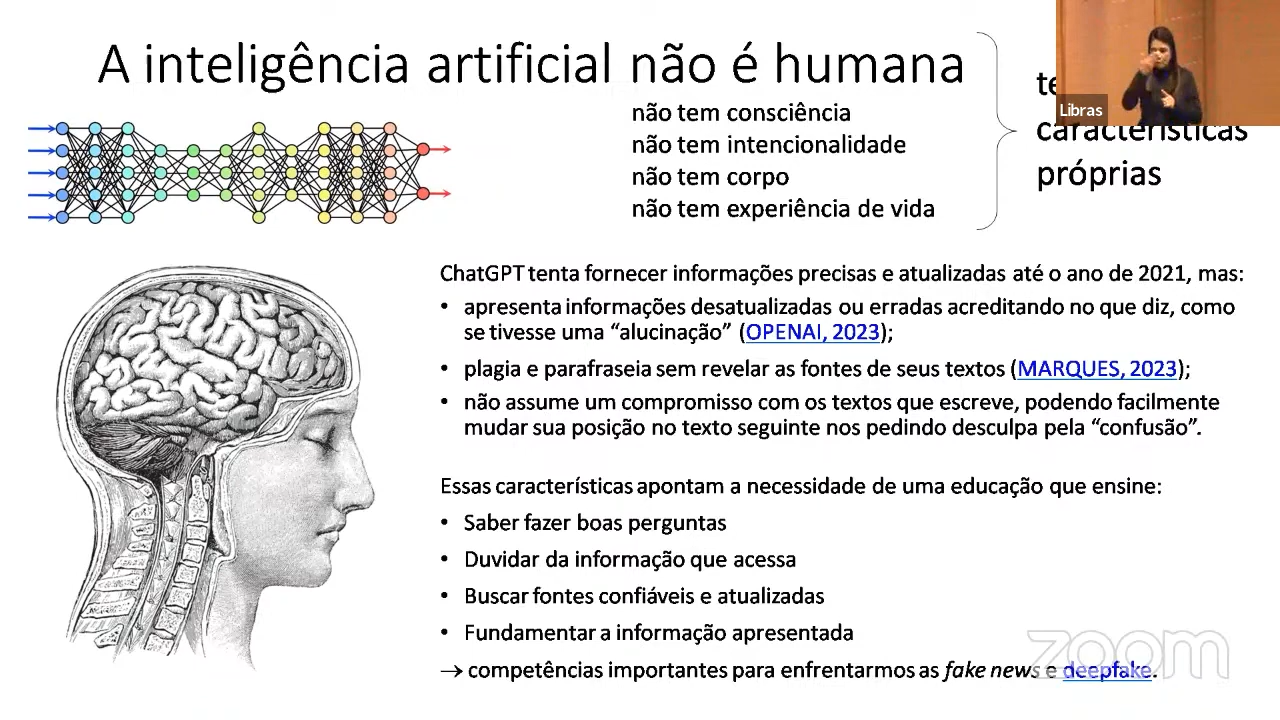 A inteligência artificial não é humana
não tem consciência
não tem intencionalidade
não tem corpo
não tem experiência de vida
características
próprias
Libras
ChatGPT tenta fornecer informações precisas e atualizadas até o ano de 2021, mas:
• apresenta informações desatualizadas ou erradas acreditando no que diz, como
se tivesse uma “alucinação” (OPENAI, 2023);
• plagia e parafraseia sem revelar as fontes de seus textos (MARQUES, 2023);
• não assume um compromisso com os textos que escreve, podendo facilmente
mudar sua posição no texto seguinte nos pedindo desculpa pela “confusão”.
Essas características apontam a necessidade de uma educação que ensine:
• Saber fazer boas perguntas
• Duvidar da informação que acessa
• Buscar fontes confiáveis e atualizadas
• Fundamentar a informação apresentada
→ competências importantes para enfrentarmos as fake news e deepfake.
zoom